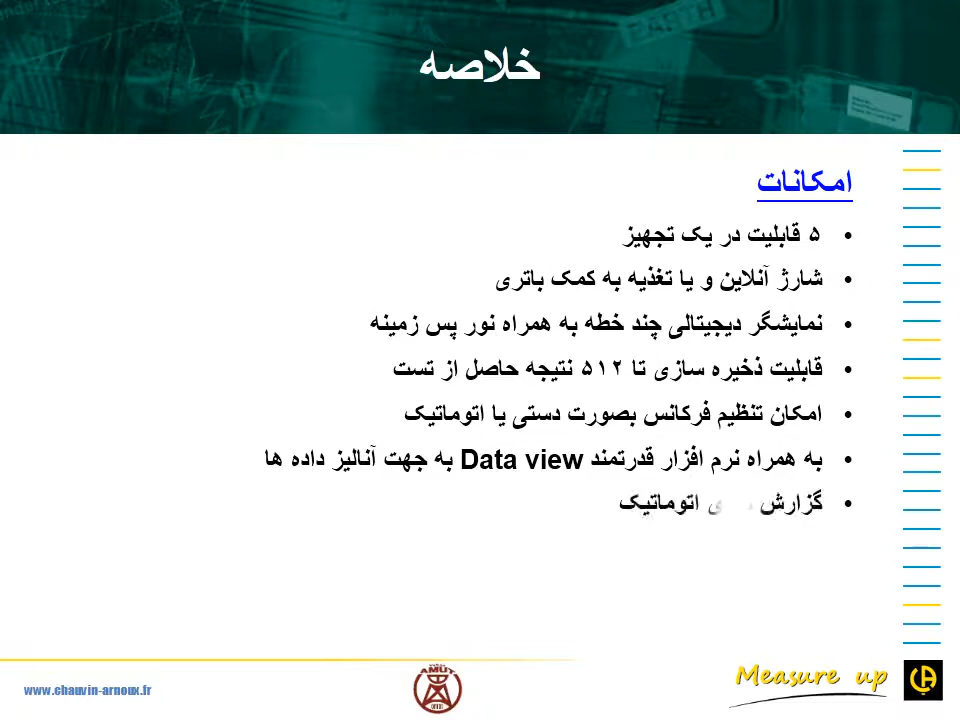 خلاصه
امکانات
• ۵ قابلیت در یک تجهیز
• شارژ آنلاین و یا تغذیه به کمک باتری
• نمایشگر دیجیتالی چند خطه به همراه نور پس زمینه
• قابلیت ذخیره سازی تا ۵۱۲ نتیجه حاصل از تست
• امکان تنظیم فرکانس بصورت دستی یا اتوماتیک
• به همراه نرم افزار قدرتمند Data view به جهت آنالیز داده ها
• گزارش اتوماتیک
www.chauvin-arnoux.fr
AMUT
Measure up